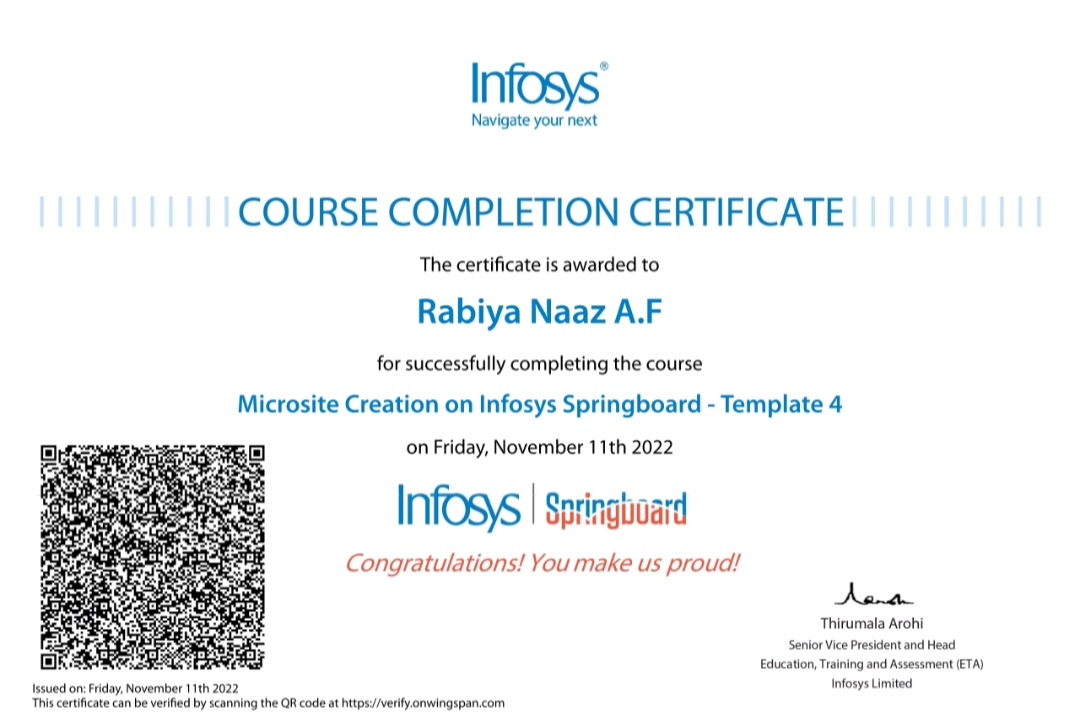 Infosys®
Navigate your next
COURSE COMPLETION CERTIFICATE
The certificate is awarded to
Rabiya Naaz A.F
for successfully completing the course
Microsite Creation on Infosys Springboard - Template 4
on Friday, November 11th 2022
Infosys | Springboard
Congratulations! You make us proud!
Thirumala Arohi
Senior Vice President and Head
Education, Training and Assessment (ETA)
Infosys Limited
Issued on: Friday, November 11th 2022
This certificate can be verified by scanning the QR code at https://verify.onwingspan.com